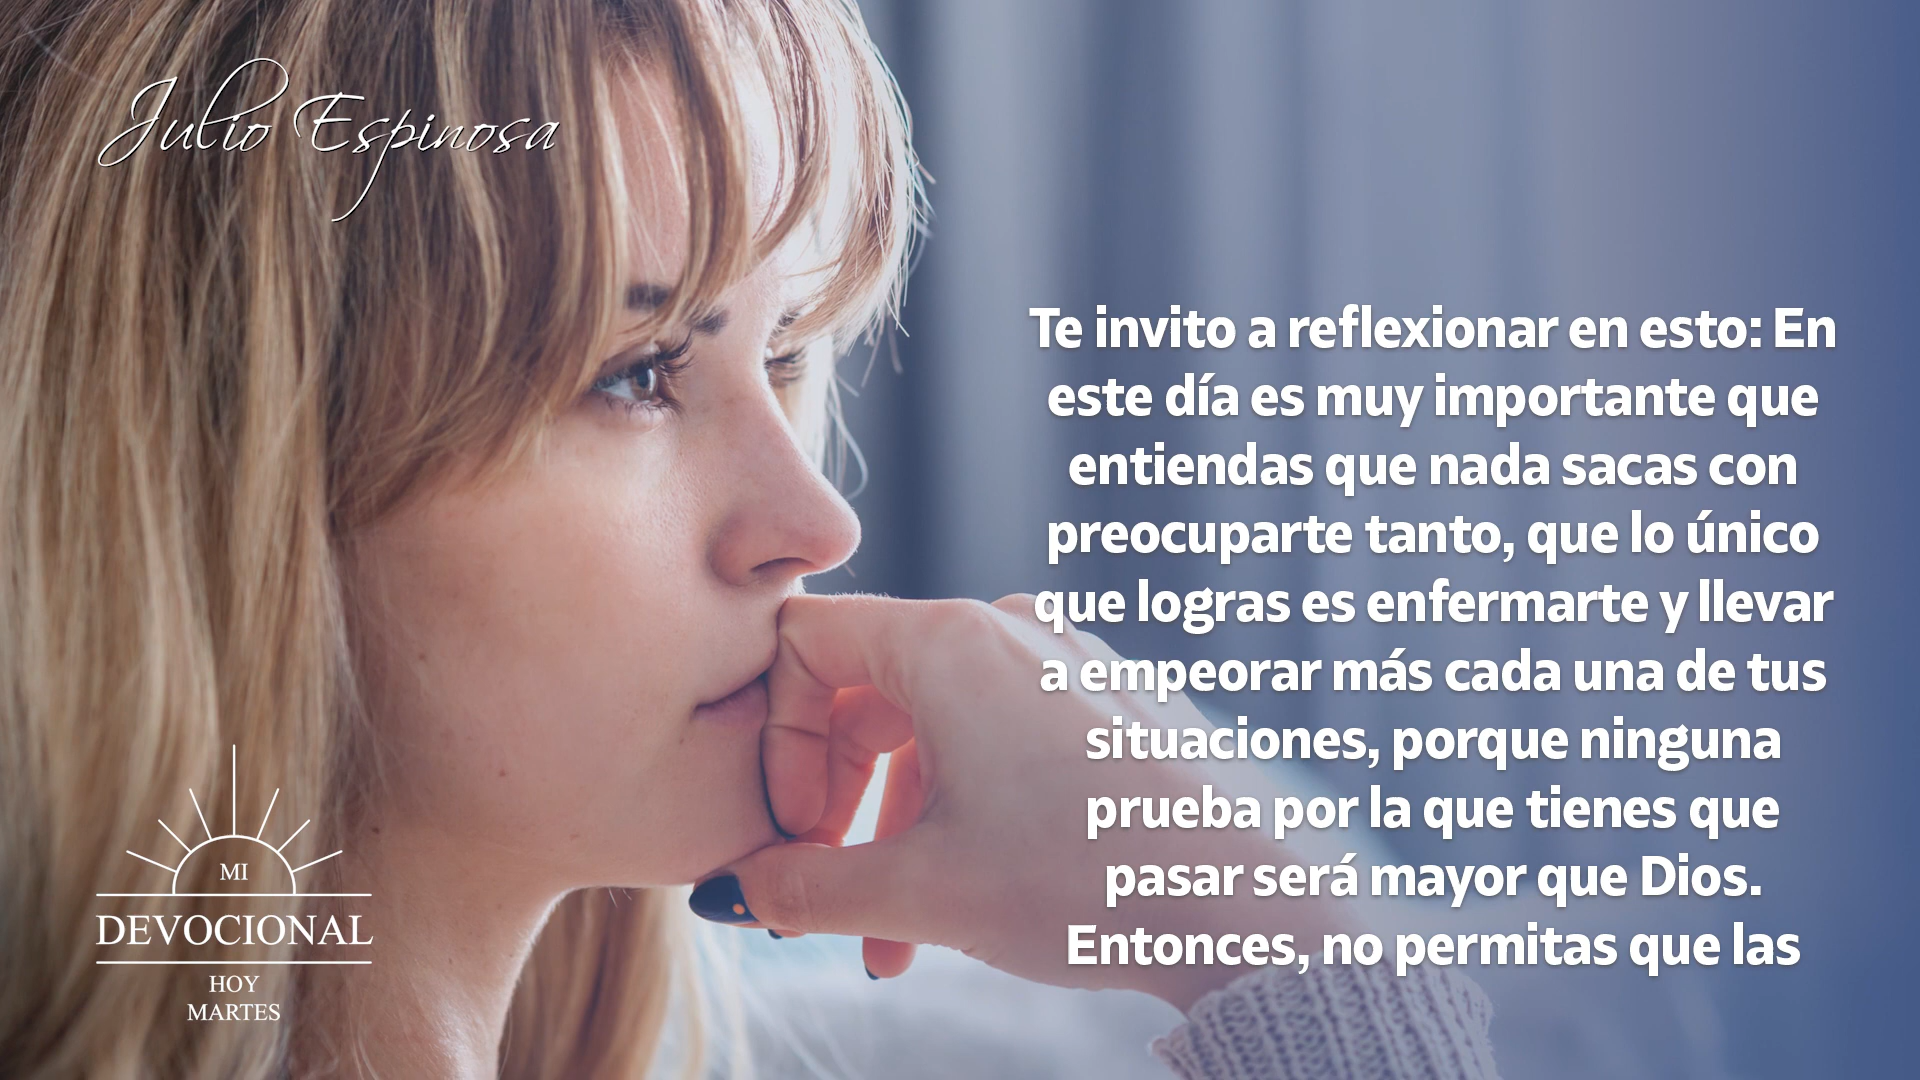 Julio Espinosa
Te invito a reflexionar en esto: En
este día es muy importante que
entiendas que nada sacas con
preocuparte tanto, que lo único
que logras es enfermarte y llevar
a empeorar más cada una de tus
situaciones, porque ninguna
prueba por la que tienes que
pasar será mayor que Dios.
Entonces, no permitas que las
MI
DEVOCIONAL
HOY
MARTES